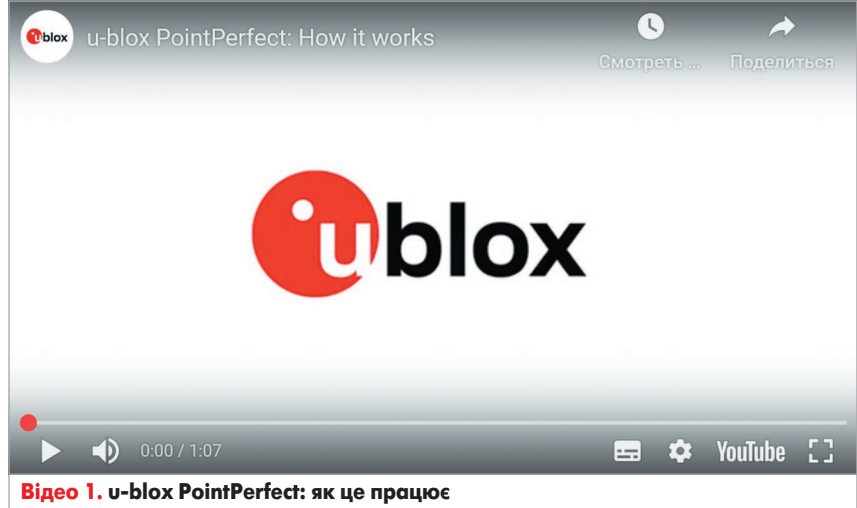 ublox
u-blox PointPerfect: How it works
Смотреть ...
Поделиться
ublox
0:00 / 1:07
YouTube
Відео 1. u-blox PointPerfect: як це працює